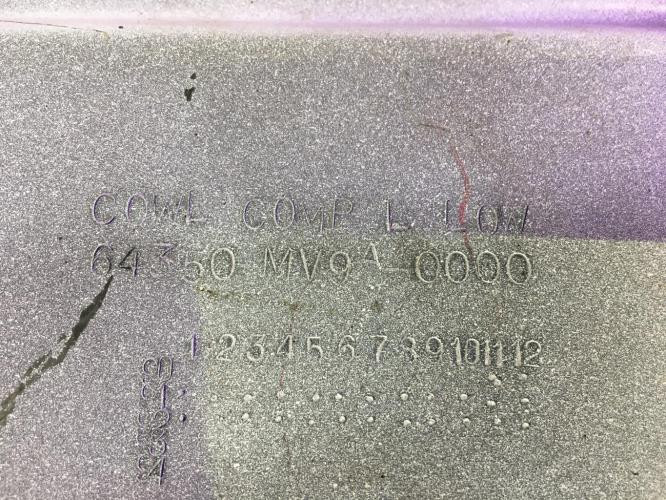 COWL COMP L LOW
64350 MV9A 0000
1 2 3 4 5 6 7 8 9 10 11 12